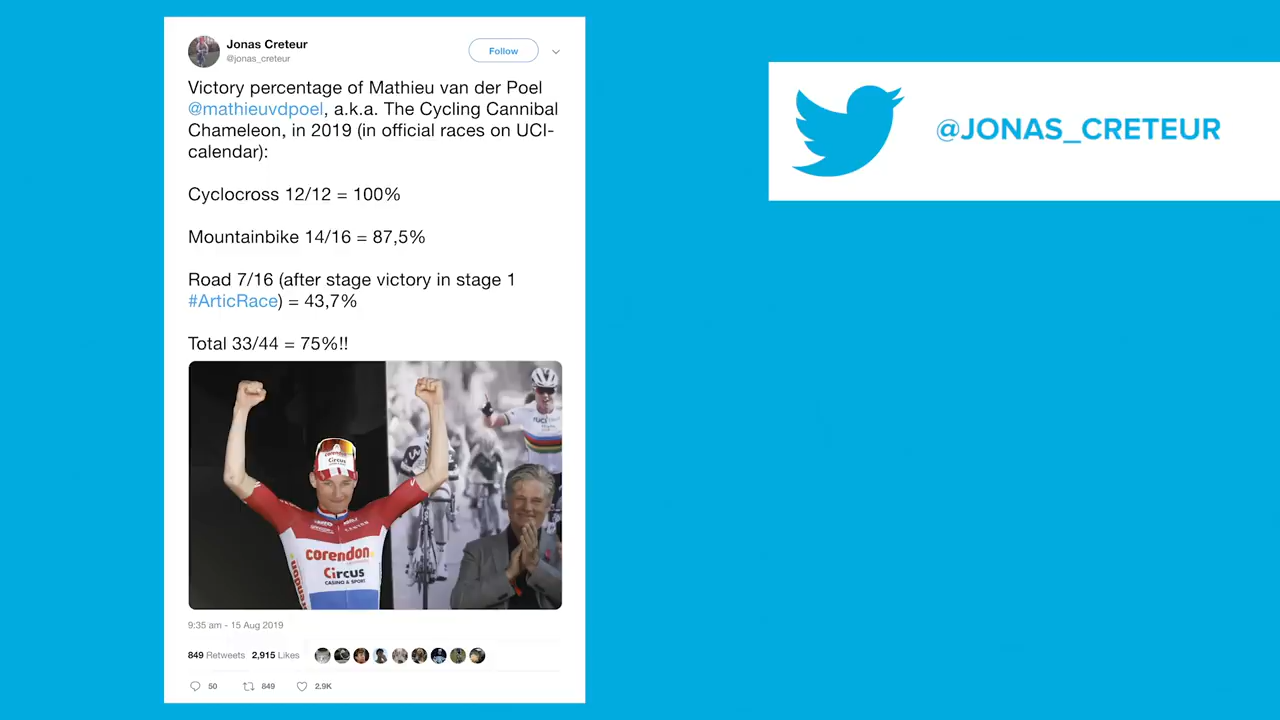 Jonas Creteur
@jonas_creteur
Follow
Victory percentage of Mathieu van der Poel
@mathieuvdpoel, a.k.a. The Cycling Cannibal
Chameleon, in 2019 (in official races on UCI-
calendar):
Cyclocross 12/12 = 100%
Mountainbike 14/16 = 87,5%
Road 7/16 (after stage victory in stage 1
#ArticRace) = 43,7%
Total 33/44 = 75%!!
corendon
Circus
corendon
Circus
CASINO & SPORT
9:35 am - 15 Aug 2019
849 Retweets 2,915 Likes
50 849 2.9K
@JONAS_CRETEUR